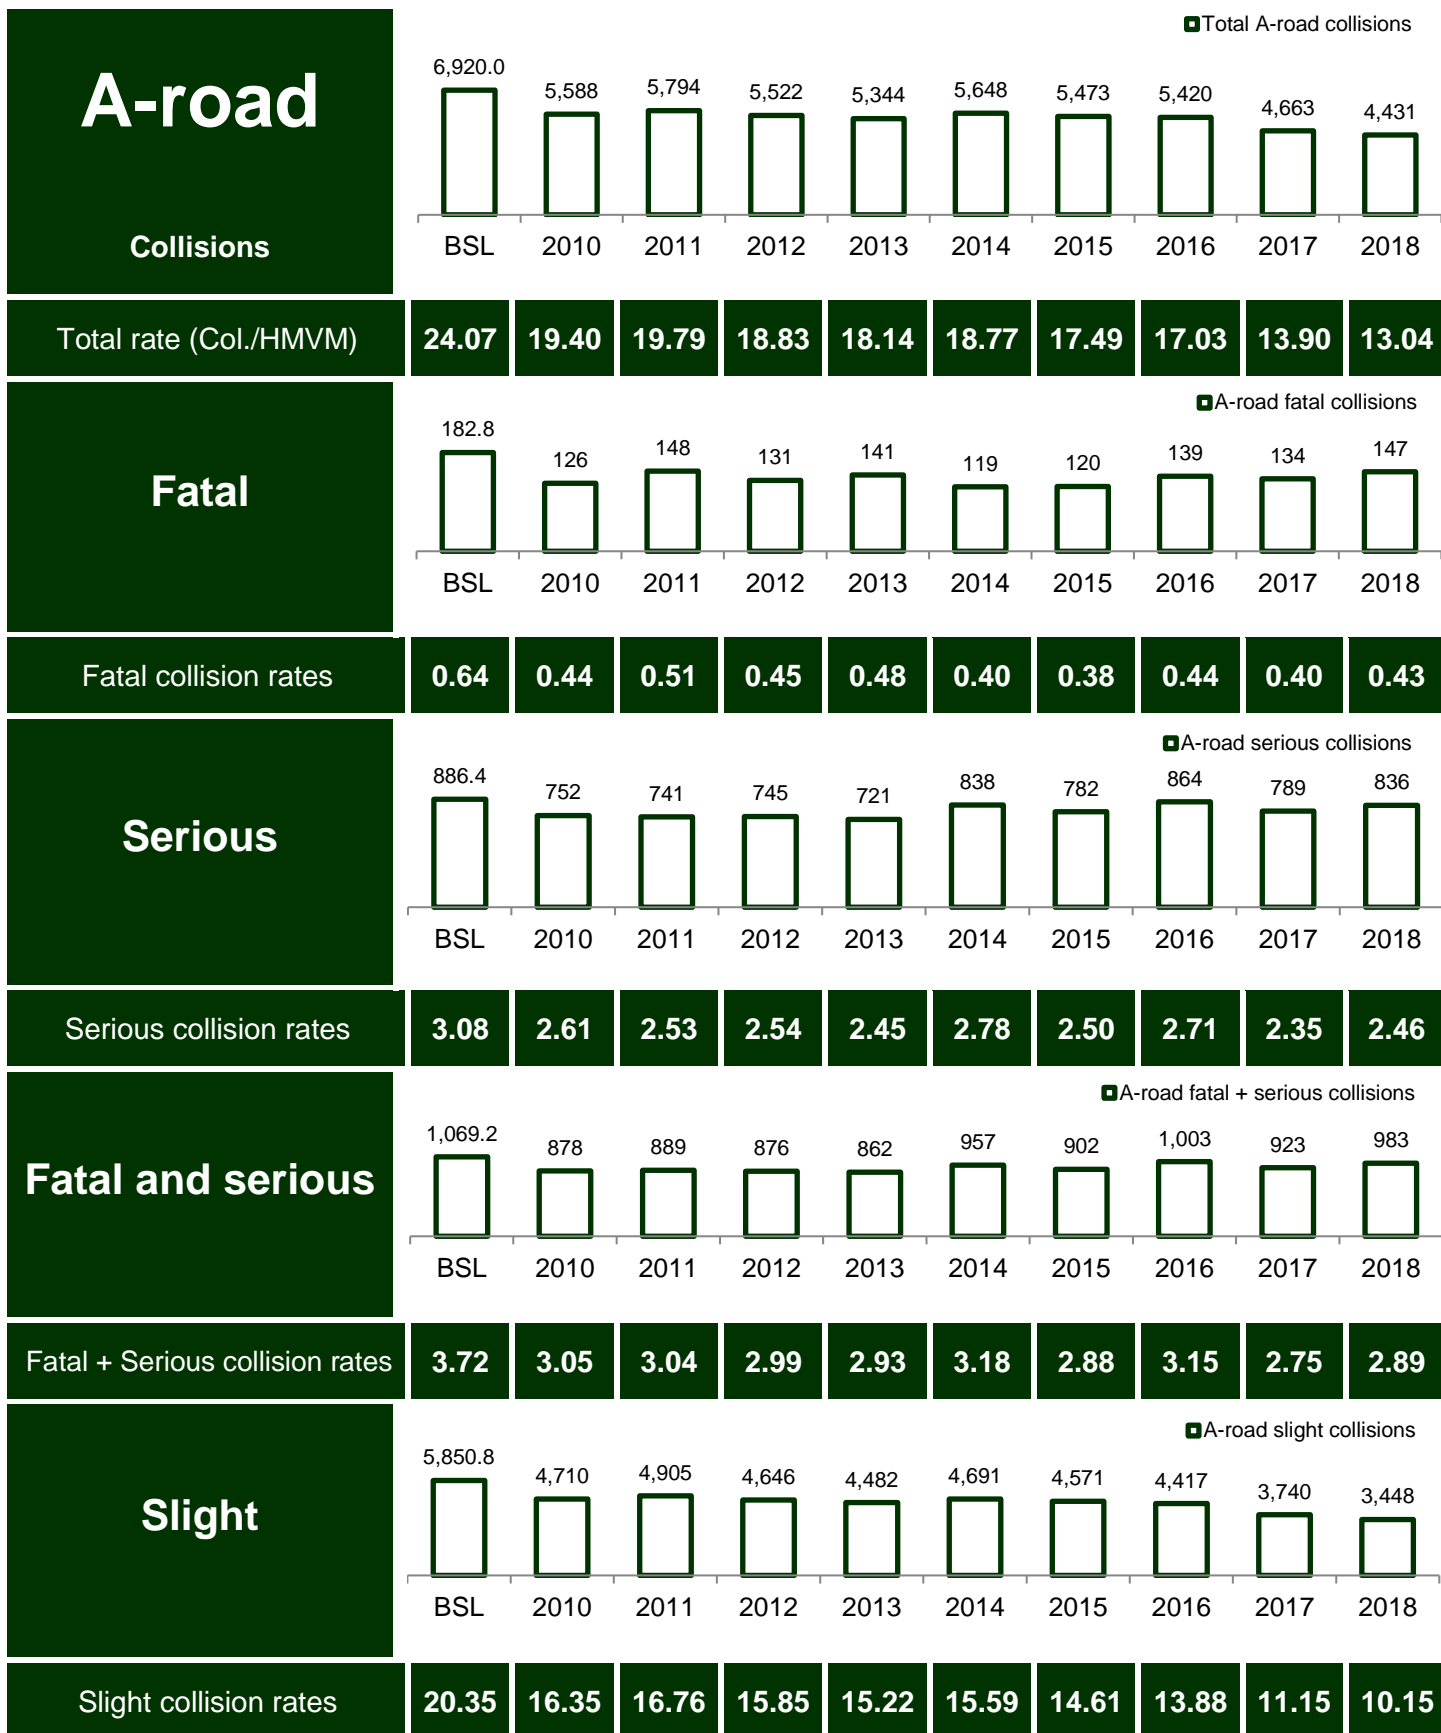 A-road
Collisions
Total A-road collisions
6,920.0 5,588 5,794 5,522 5,344 5,648 5,473 5,420 4,663 4,431
BSL 2010 2011 2012 2013 2014 2015 2016 2017 2018
Total rate (Col./HMVM) 24.07 19.40 19.79 18.83 18.14 18.77 17.49 17.03 13.90 13.04
Fatal
A-road fatal collisions
182.8 126 148 131 141 119 120 139 134 147
BSL 2010 2011 2012 2013 2014 2015 2016 2017 2018
Fatal collision rates 0.64 0.44 0.51 0.45 0.48 0.40 0.38 0.44 0.40 0.43
Serious
A-road serious collisions
886.4 752 741 745 721 838 782 864 789 836
BSL 2010 2011 2012 2013 2014 2015 2016 2017 2018
Serious collision rates 3.08 2.61 2.53 2.54 2.45 2.78 2.50 2.71 2.35 2.46
Fatal and serious
A-road fatal + serious collisions
1,069.2 878 889 876 862 957 902 1,003 923 983
BSL 2010 2011 2012 2013 2014 2015 2016 2017 2018
Fatal + Serious collision rates 3.72 3.05 3.04 2.99 2.93 3.18 2.88 3.15 2.75 2.89
Slight
A-road slight collisions
5,850.8 4,710 4,905 4,646 4,482 4,691 4,571 4,417 3,740 3,448
BSL 2010 2011 2012 2013 2014 2015 2016 2017 2018
Slight collision rates 20.35 16.35 16.76 15.85 15.22 15.59 14.61 13.88 11.15 10.15